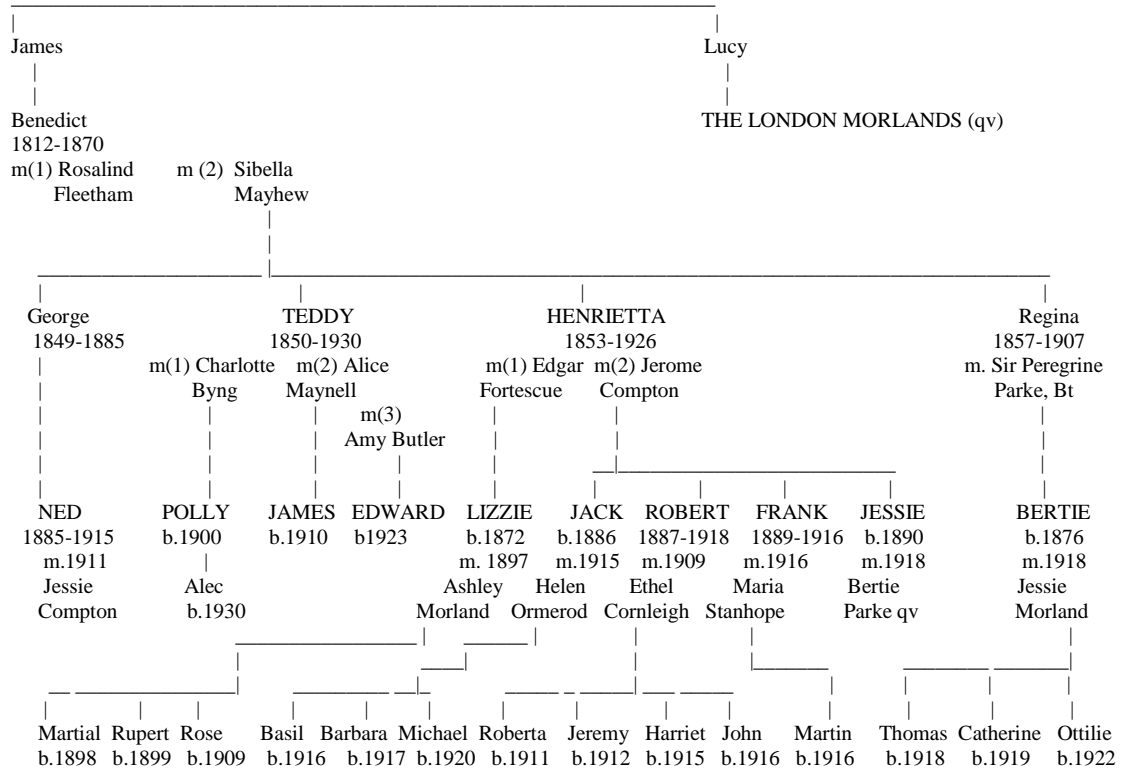 James Lucy
Benedict THE LONDON MORLANDS (qv)
1812-1870
m(1) Rosalind m (2) Sibella
Fleetham Mayhew
George TEDDY HENRIETTA Regina
1849-1885 1850-1930 1853-1926 1857-1907
m(1) Charlotte m(2) Alice m(1) Edgar m(2) Jerome m. Sir Peregrine
Byng Maynell Fortescue Compton Parke, Bt
m(3)
Amy Butler
NED POLLY JAMES EDWARD LIZZIE JACK ROBERT FRANK JESSIE BERTIE
1885-1915 b.1900 b.1910 b1923 b.1872 b.1886 1887-1918 1889-1916 b.1890 b.1876
m.1911 m. 1897 m.1915 m.1909 m.1916 m.1918 m.1918
Jessie Alec Ashley Helen Ethel Maria Bertie Jessie
Compton b.1930 Morland Ormerod Cornleigh Stanhope Parke qv Morland
Martial Rupert Rose Basil Barbara Michael Roberta Jeremy Harriet John Martin Thomas Catherine Ottilie
b.1898 b.1899 b.1909 b.1916 b.1917 b.1920 b.1911 b.1912 b.1915 b.1916 b.1916 b.1918 b.1919 b.1922